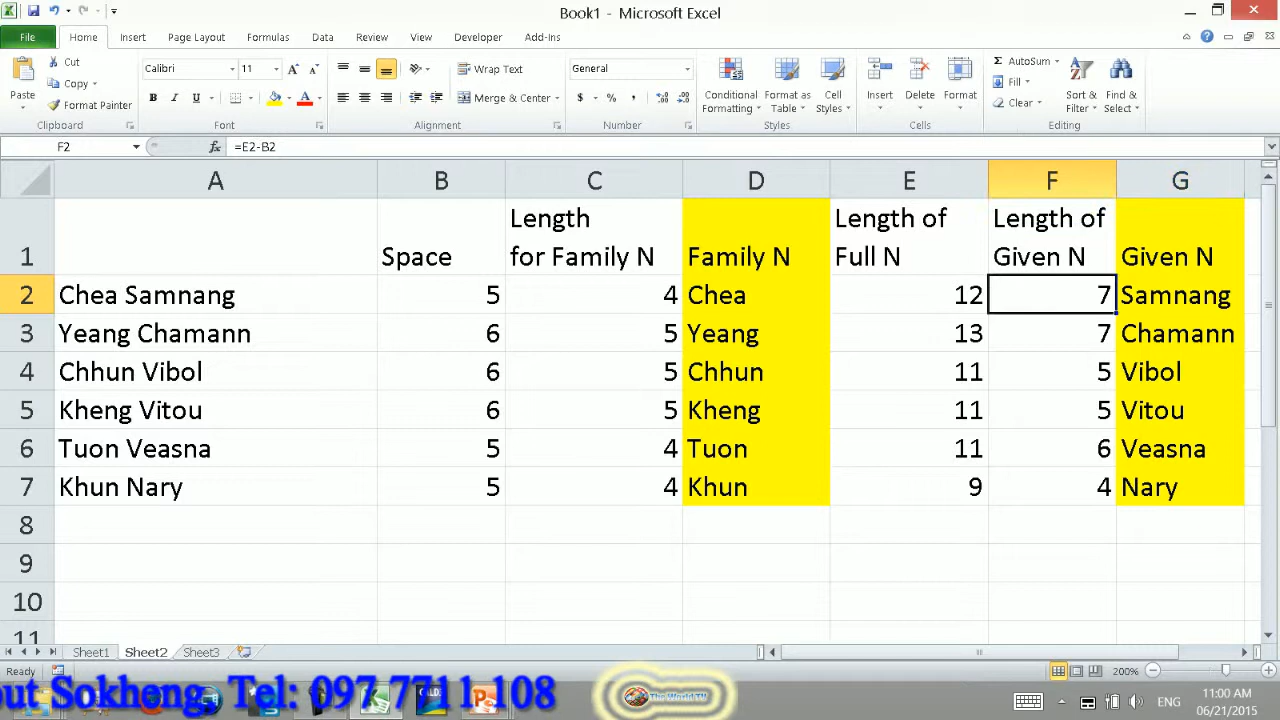 Book1 - Microsoft Excel
File Home Insert Page Layout Formulas Data Review View Developer Add-Ins
Paste
Cut
Copy
Format Painter
Clipboard
Calibri 11
B I U
A A
Font
Wrap Text
Merge & Center
Alignment
General
$ % ,
Number
Conditional Formatting
Format as Table
Cell Styles
Styles
Insert Delete Format
Cells
AutoSum
Fill
Clear
Sort & Filter
Find & Select
Editing
F2 fx =E2-B2
A B C D E F G
1 Space Length for Family N Family N Length of Full N Length of Given N Given N
2 Chea Samnang 5 4 Chea 12 7 Samnang
3 Yeang Chamann 6 5 Yeang 13 7 Chamann
4 Chhun Vibol 6 5 Chhun 11 5 Vibol
5 Kheng Vitou 6 5 Kheng 11 5 Vitou
6 Tuon Veasna 5 4 Tuon 11 6 Veasna
7 Khun Nary 5 4 Khun 9 4 Nary
8
9
10
11
Sheet1 Sheet2 Sheet3
Ready 200%
Sokheng, Tel:
The World TV
ENG
11:00 AM
06/21/2015